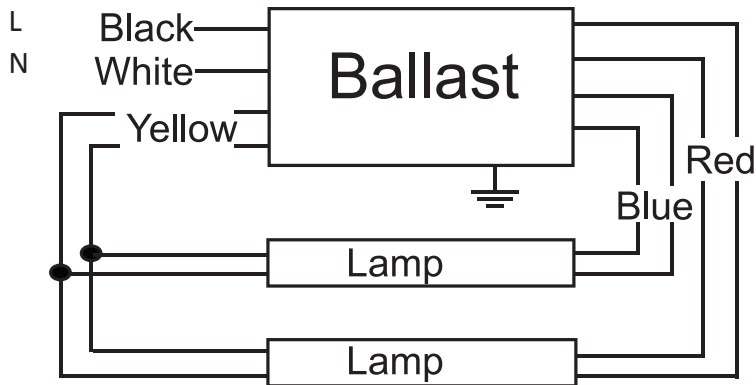 L Black
N White
Ballast
Yellow
Red
Blue
Lamp
Lamp